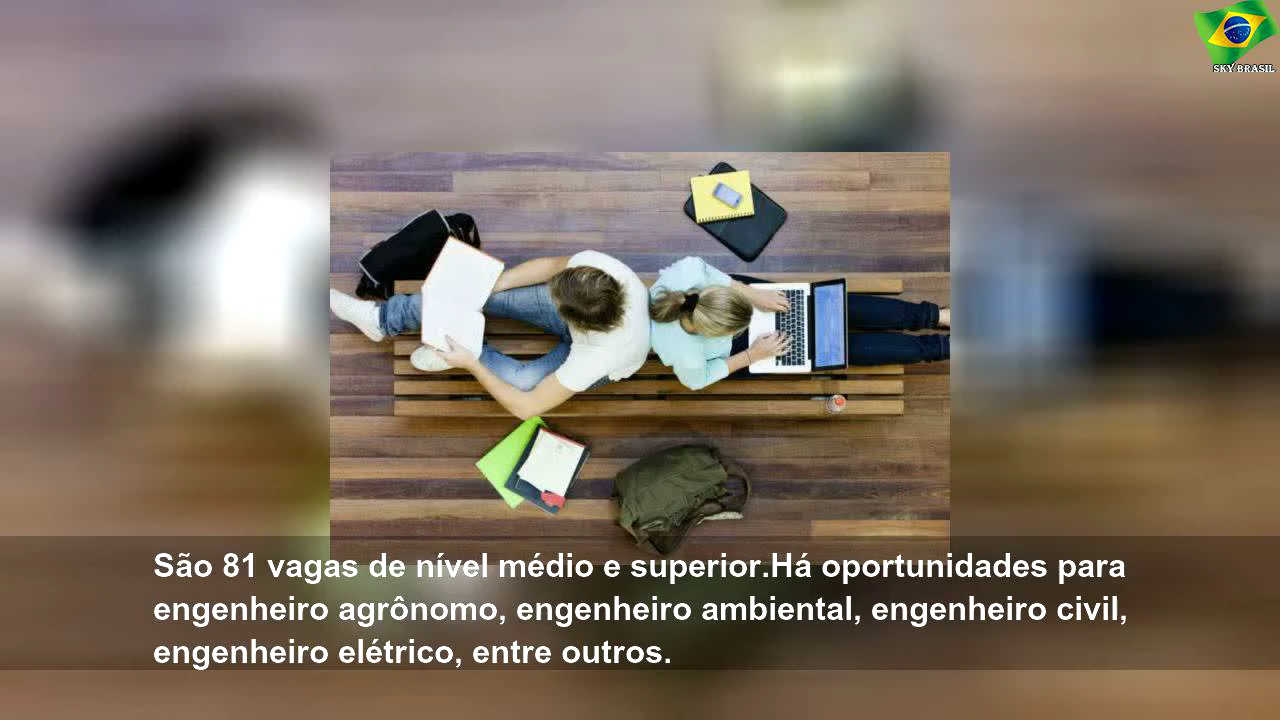 SKY BRASIL
São 81 vagas de nível médio e superior.Há oportunidades para
engenheiro agrônomo, engenheiro ambiental, engenheiro civil,
engenheiro elétrico, entre outros.